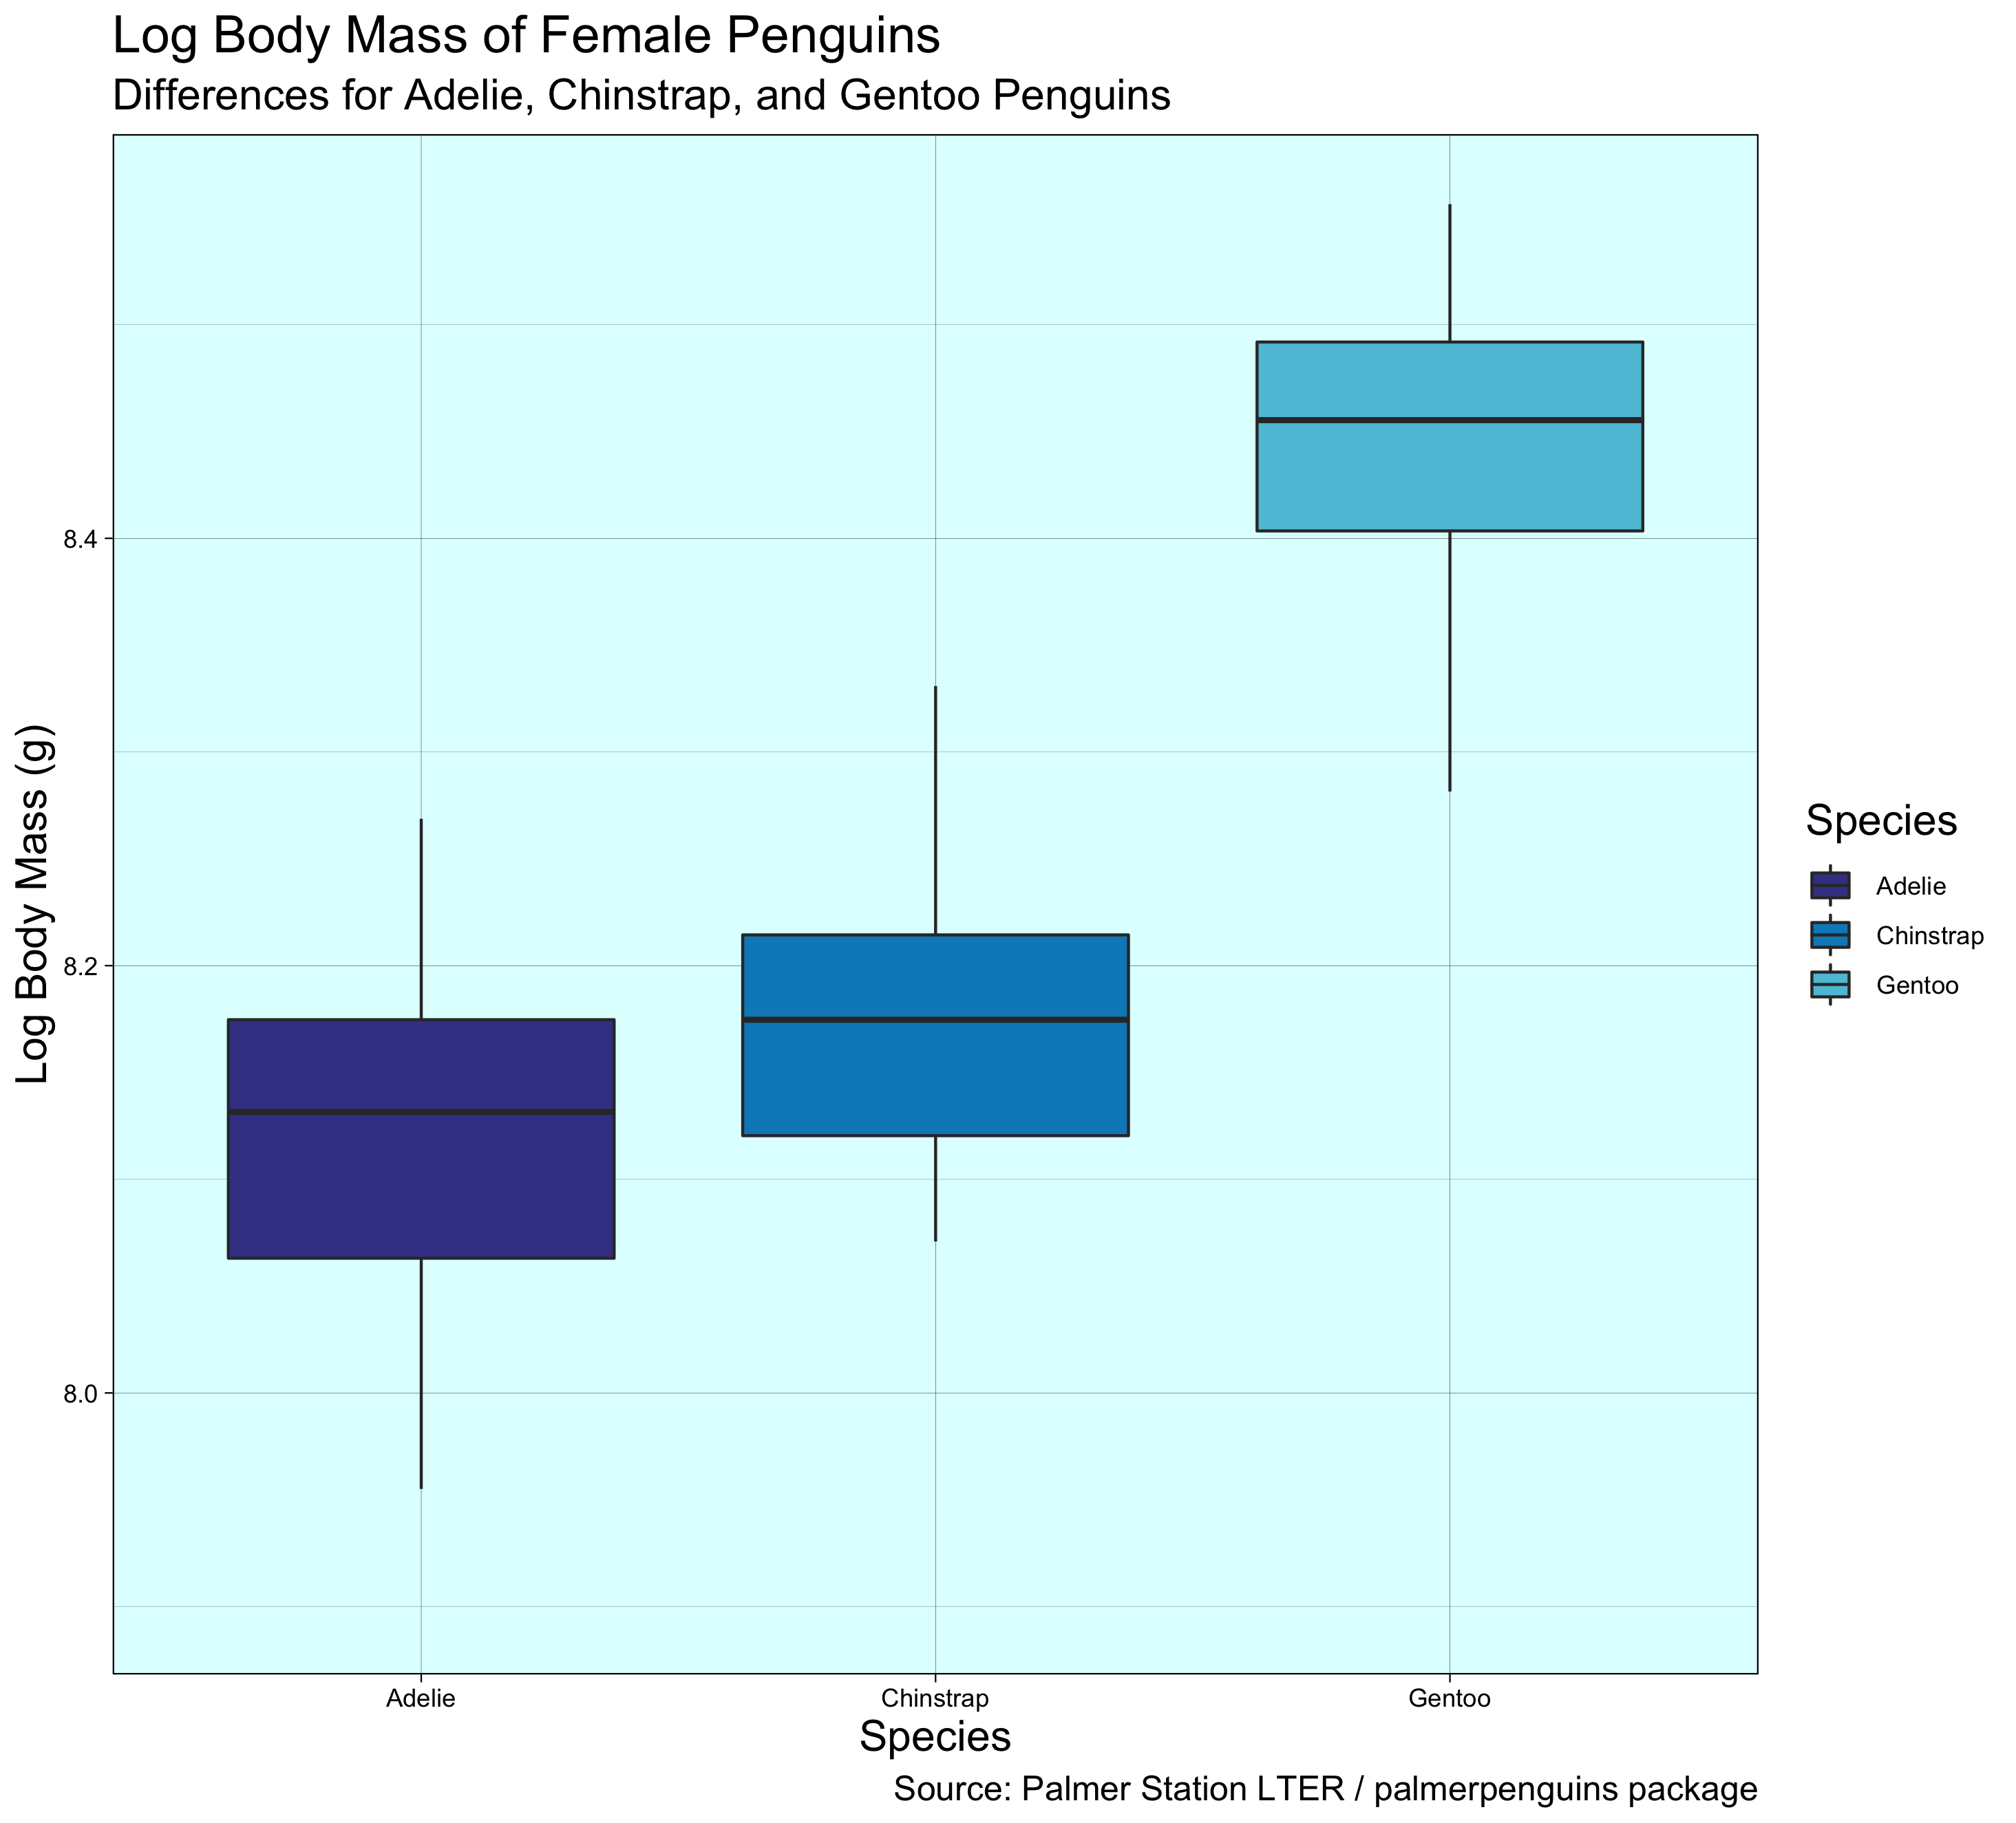 Log Body Mass of Female Penguins
Differences for Adelie, Chinstrap, and Gentoo Penguins
Log Body Mass (g)
8.4
8.2
8.0
Adelie
Chinstrap
Gentoo
Species
Source: Palmer Station LTER / palmerpenguins package
Species
Adelie
Chinstrap
Gentoo